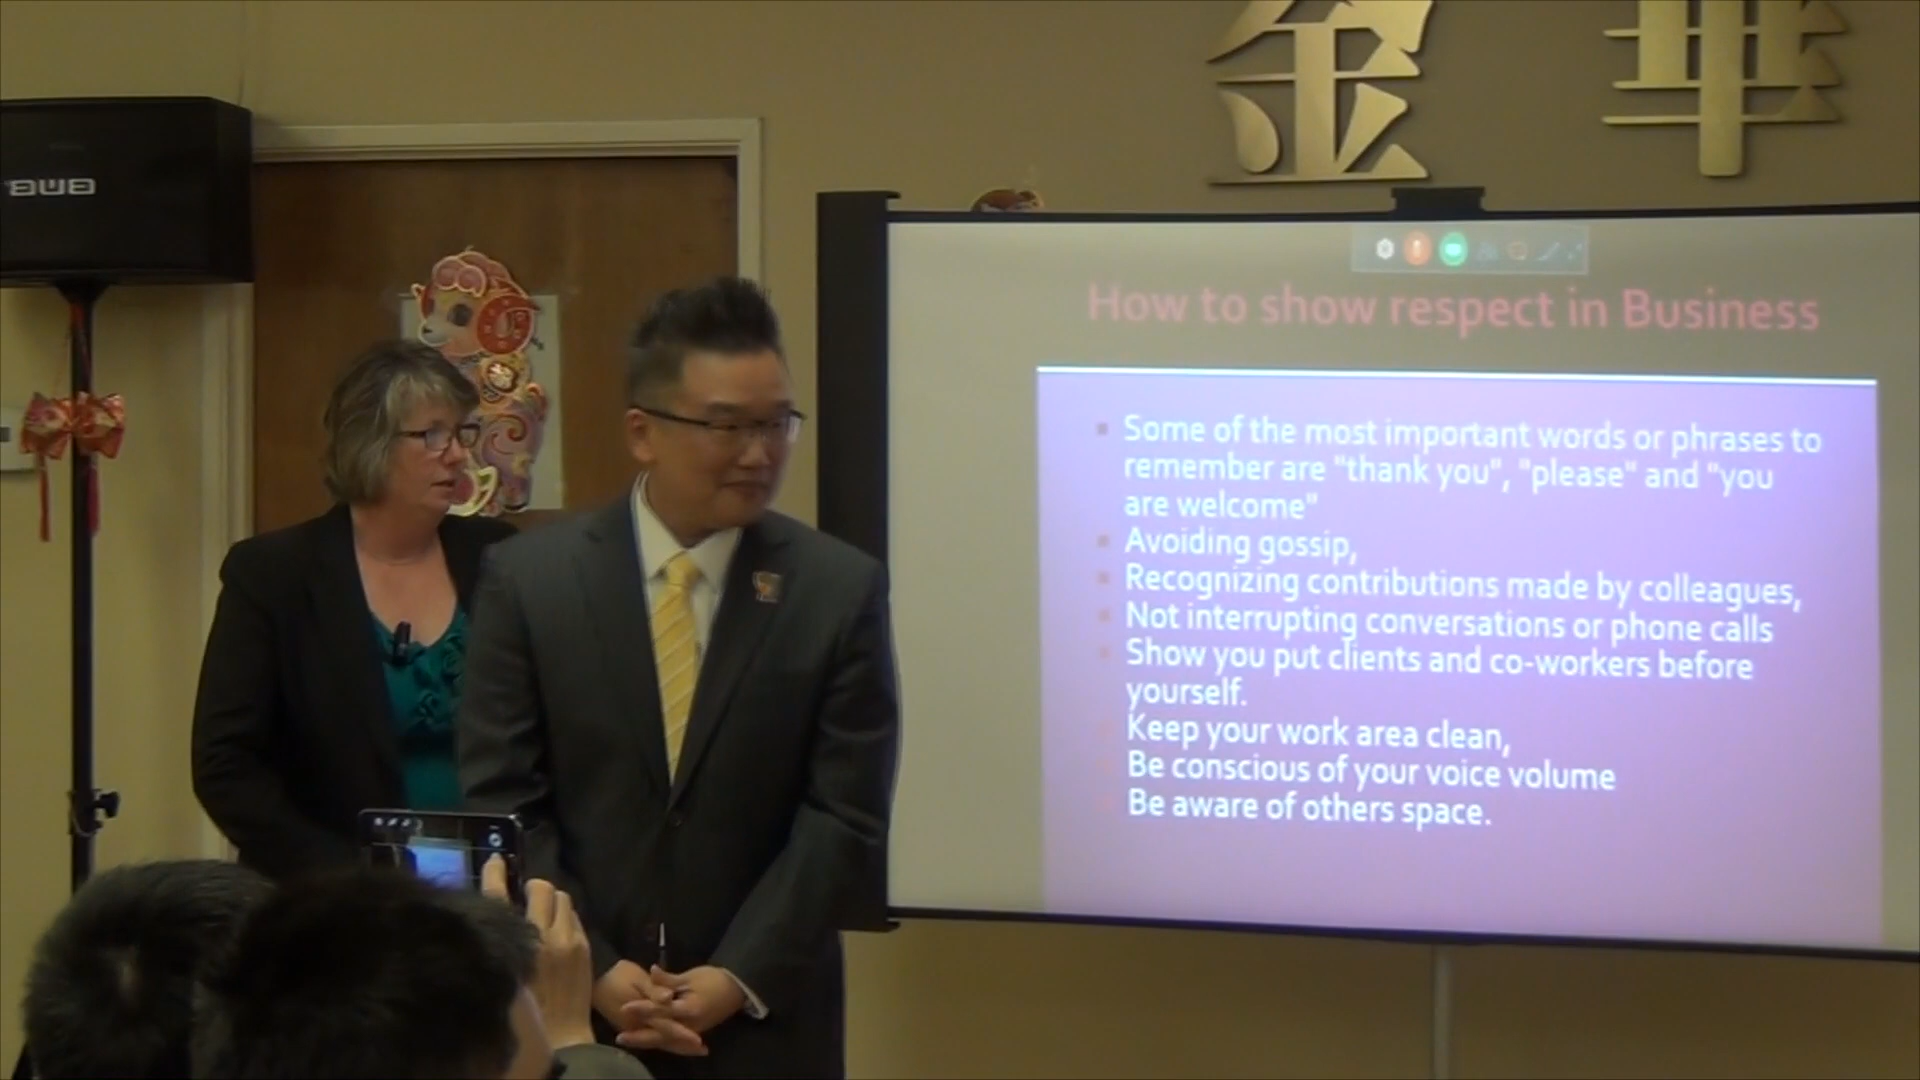 金 華
BMB
How to show respect in Business
Some of the most important words or phrases to
remember are "thank you", "please" and "you
are welcome"
Avoiding gossip,
Recognizing contributions made by colleagues,
Not interrupting conversations or phone calls
Show you put clients and co-workers before
yourself.
Keep your work area clean,
Be conscious of your voice volume
Be aware of others space.